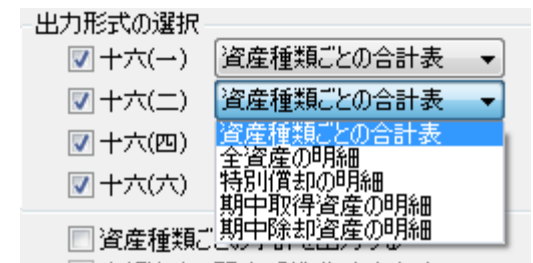 出力形式の選択
十六(一) 資産種類ごとの合計表
十六(二) 資産種類ごとの合計表
十六(四) 資産種類ごとの合計表
全資産の明細
十六(六) 特別償却の明細
期中取得資産の明細
期中除却資産の明細
資産種類ご